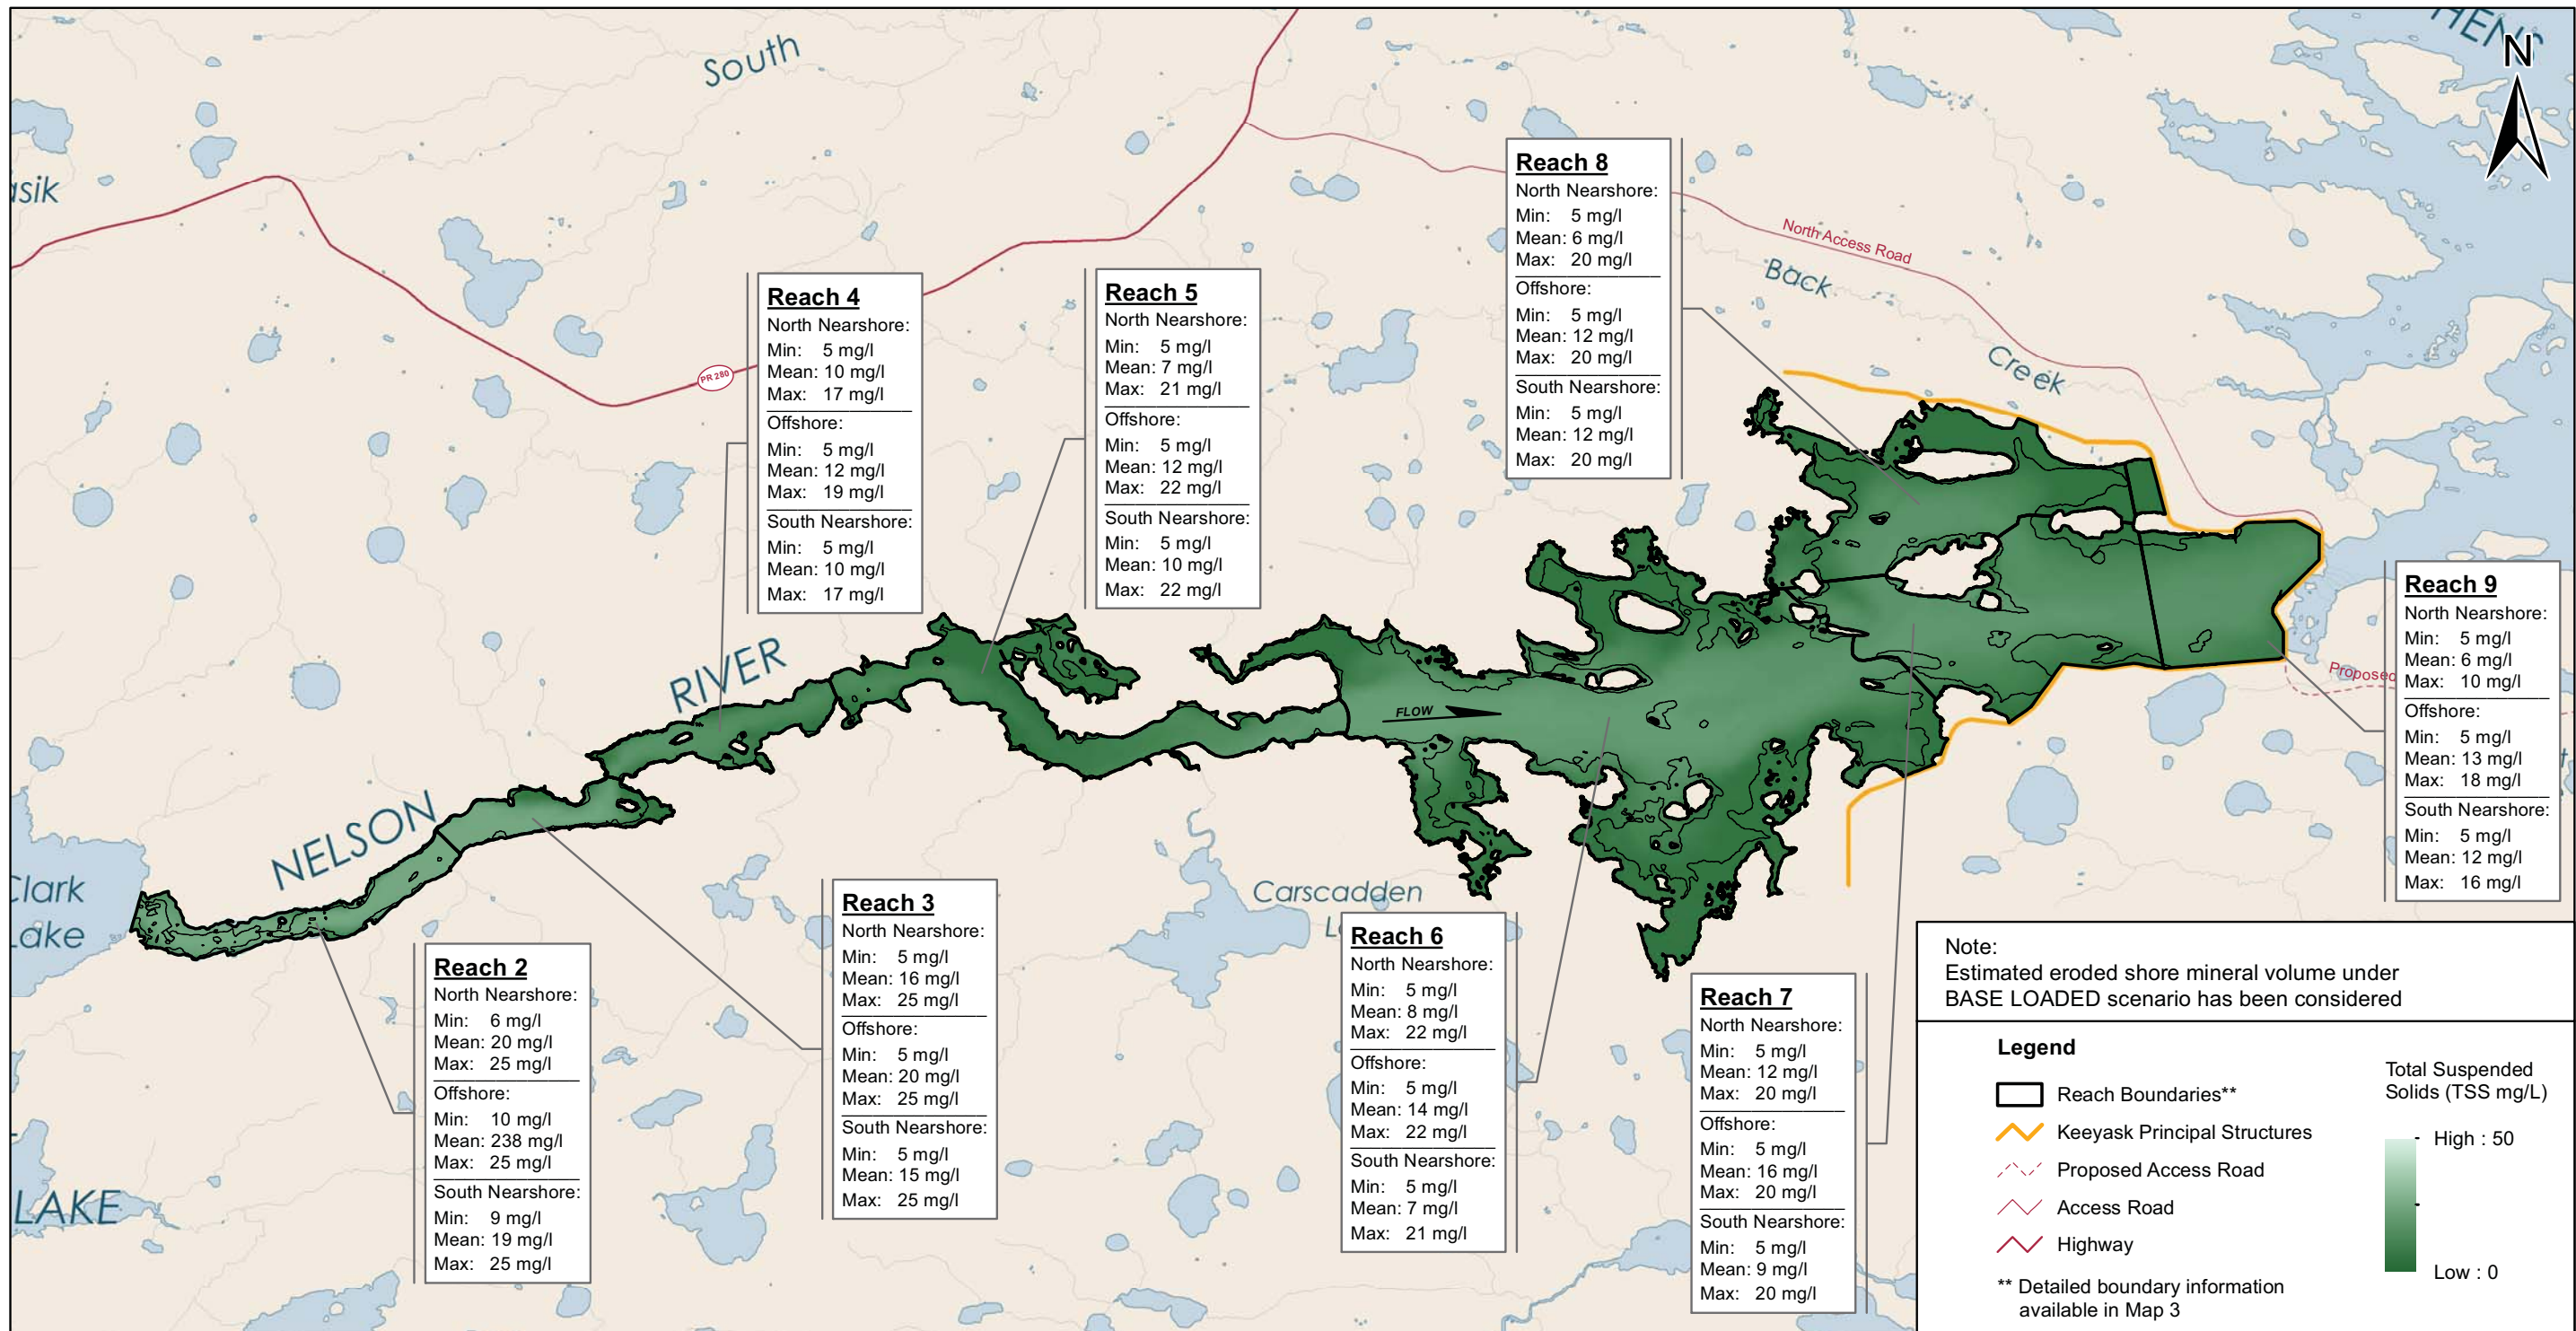 South
HENS
N
asik
North Access Road
Back
Creek
PR 280
RIVER
NELSON
FLOW
Clark
Lake
Carscadden
L
LAKE
Proposed
Reach 8
North Nearshore:
Min: 5 mg/l
Mean: 6 mg/l
Max: 20 mg/l
Offshore:
Min: 5 mg/l
Mean: 12 mg/l
Max: 20 mg/l
South Nearshore:
Min: 5 mg/l
Mean: 12 mg/l
Max: 20 mg/l
Reach 4
North Nearshore:
Min: 5 mg/l
Mean: 10 mg/l
Max: 17 mg/l
Offshore:
Min: 5 mg/l
Mean: 12 mg/l
Max: 19 mg/l
South Nearshore:
Min: 5 mg/l
Mean: 10 mg/l
Max: 17 mg/l
Reach 5
North Nearshore:
Min: 5 mg/l
Mean: 7 mg/l
Max: 21 mg/l
Offshore:
Min: 5 mg/l
Mean: 12 mg/l
Max: 22 mg/l
South Nearshore:
Min: 5 mg/l
Mean: 10 mg/l
Max: 22 mg/l
Reach 9
North Nearshore:
Min: 5 mg/l
Mean: 6 mg/l
Max: 10 mg/l
Offshore:
Min: 5 mg/l
Mean: 13 mg/l
Max: 18 mg/l
South Nearshore:
Min: 5 mg/l
Mean: 12 mg/l
Max: 16 mg/l
Reach 2
North Nearshore:
Min: 6 mg/l
Mean: 20 mg/l
Max: 25 mg/l
Offshore:
Min: 10 mg/l
Mean: 238 mg/l
Max: 25 mg/l
South Nearshore:
Min: 9 mg/l
Mean: 19 mg/l
Max: 25 mg/l
Reach 3
North Nearshore:
Min: 5 mg/l
Mean: 16 mg/l
Max: 25 mg/l
Offshore:
Min: 5 mg/l
Mean: 20 mg/l
Max: 25 mg/l
South Nearshore:
Min: 5 mg/l
Mean: 15 mg/l
Max: 25 mg/l
Reach 6
North Nearshore:
Min: 5 mg/l
Mean: 8 mg/l
Max: 22 mg/l
Offshore:
Min: 5 mg/l
Mean: 14 mg/l
Max: 22 mg/l
South Nearshore:
Min: 5 mg/l
Mean: 7 mg/l
Max: 21 mg/l
Reach 7
North Nearshore:
Min: 5 mg/l
Mean: 12 mg/l
Max: 20 mg/l
Offshore:
Min: 5 mg/l
Mean: 16 mg/l
Max: 20 mg/l
South Nearshore:
Min: 5 mg/l
Mean: 9 mg/l
Max: 20 mg/l
Note:
Estimated eroded shore mineral volume under
BASE LOADED scenario has been considered
Legend
Reach Boundaries**
Keeyask Principal Structures
Proposed Access Road
Access Road
Highway
** Detailed boundary information
available in Map 3
Total Suspended
Solids (TSS mg/L)
High : 50
Low : 0